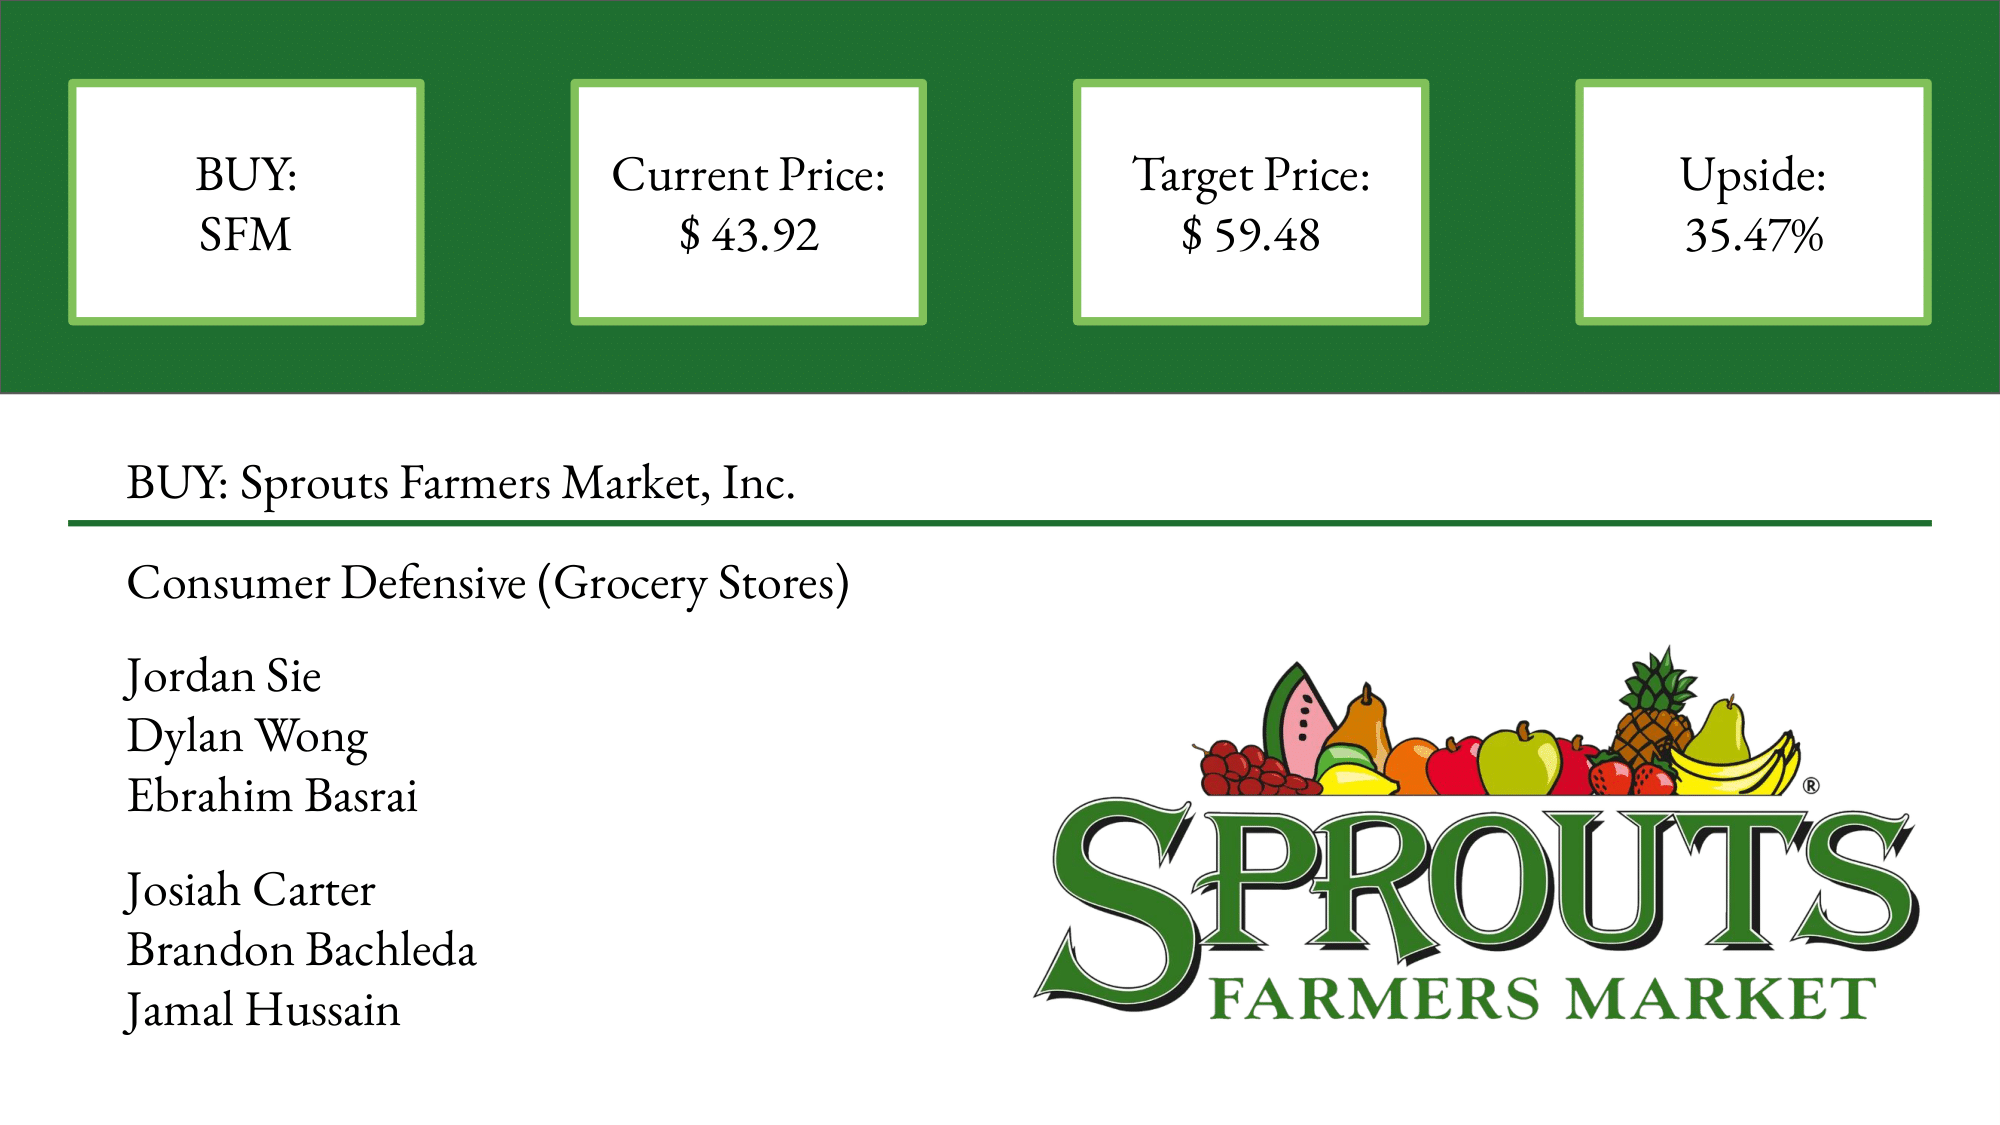 BUY:
SFM
Current Price:
$ 43.92
Target Price:
$ 59.48
Upside:
35.47%
BUY: Sprouts Farmers Market, Inc.
Consumer Defensive (Grocery Stores)
Jordan Sie
Dylan Wong
Ebrahim Basrai
Josiah Carter
Brandon Bachleda
Jamal Hussain
®
SPROUTS
FARMERS MARKET